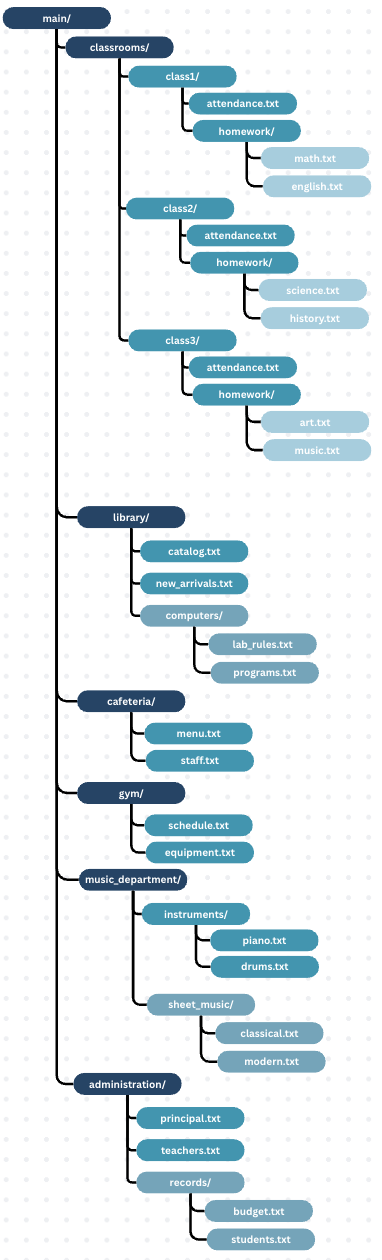 main/
classrooms/
class1/
attendance.txt
homework/
math.txt
english.txt
class2/
attendance.txt
homework/
science.txt
history.txt
class3/
attendance.txt
homework/
art.txt
music.txt
library/
catalog.txt
new_arrivals.txt
computers/
lab_rules.txt
programs.txt
cafeteria/
menu.txt
staff.txt
gym/
schedule.txt
equipment.txt
music_department/
instruments/
piano.txt
drums.txt
sheet_music/
classical.txt
modern.txt
administration/
principal.txt
teachers.txt
records/
budget.txt
students.txt